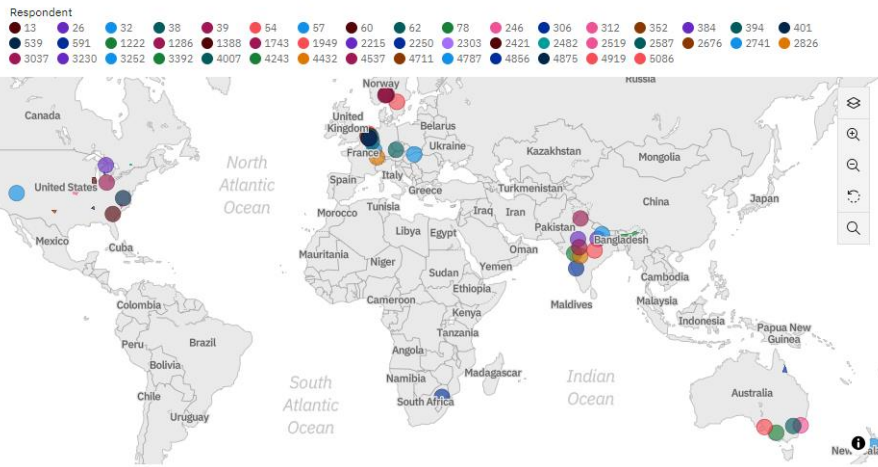 Respondent
13 26 32 38 39 54 57 60 62 78 246 306 312 352 384 394 401
539 591 1222 1286 1388 1743 1949 2215 2250 2303 2421 2482 2519 2587 2676 2741 2826
3037 3230 3252 3392 4007 4243 4432 4537 4711 4787 4856 4875 4919 5086
Norway
Russia
Canada
United
Kingdom
Belarus
Ukraine
France
Kazakhstan
Mongolia
North
Atlantic
Ocean
United States
Spain
Italy
Greece
Turkmenistan
China
Japan
Morocco
Tunisia
Iraq
Iran
Pakistan
Mexico
Cuba
Libya
Egypt
Oman
Bangladesh
Mauritania
Niger
Sudan
Yemen
Cambodia
Colombia
Cameroon
Ethiopia
Kenya
Maldives
Malaysia
Indonesia
Papua New
Guinea
Peru
Brazil
Tanzania
Bolivia
Angola
Chile
South
Atlantic
Ocean
Namibia
Madagascar
Indian
Ocean
Australia
South Africa
Uruguay